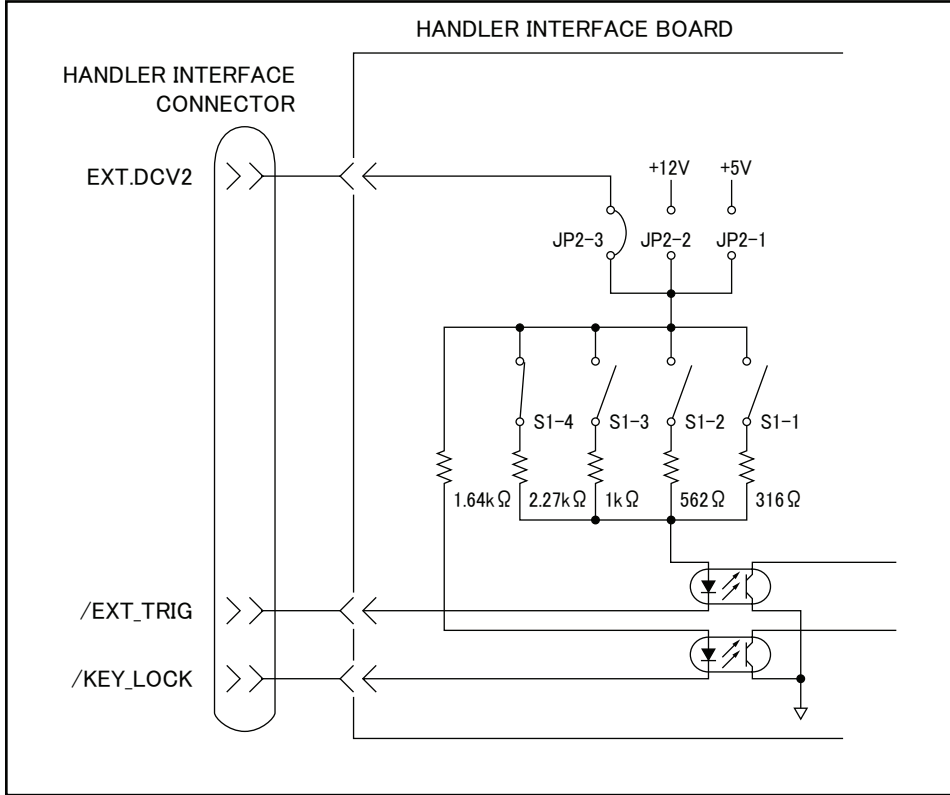 HANDLER INTERFACE BOARD
HANDLER INTERFACE
CONNECTOR
EXT.DCV2
+12V
+5V
JP2-3
JP2-2
JP2-1
S1-4
S1-3
S1-2
S1-1
1.64kΩ
2.27kΩ
1kΩ
562Ω
316Ω
/EXT_TRIG
/KEY_LOCK